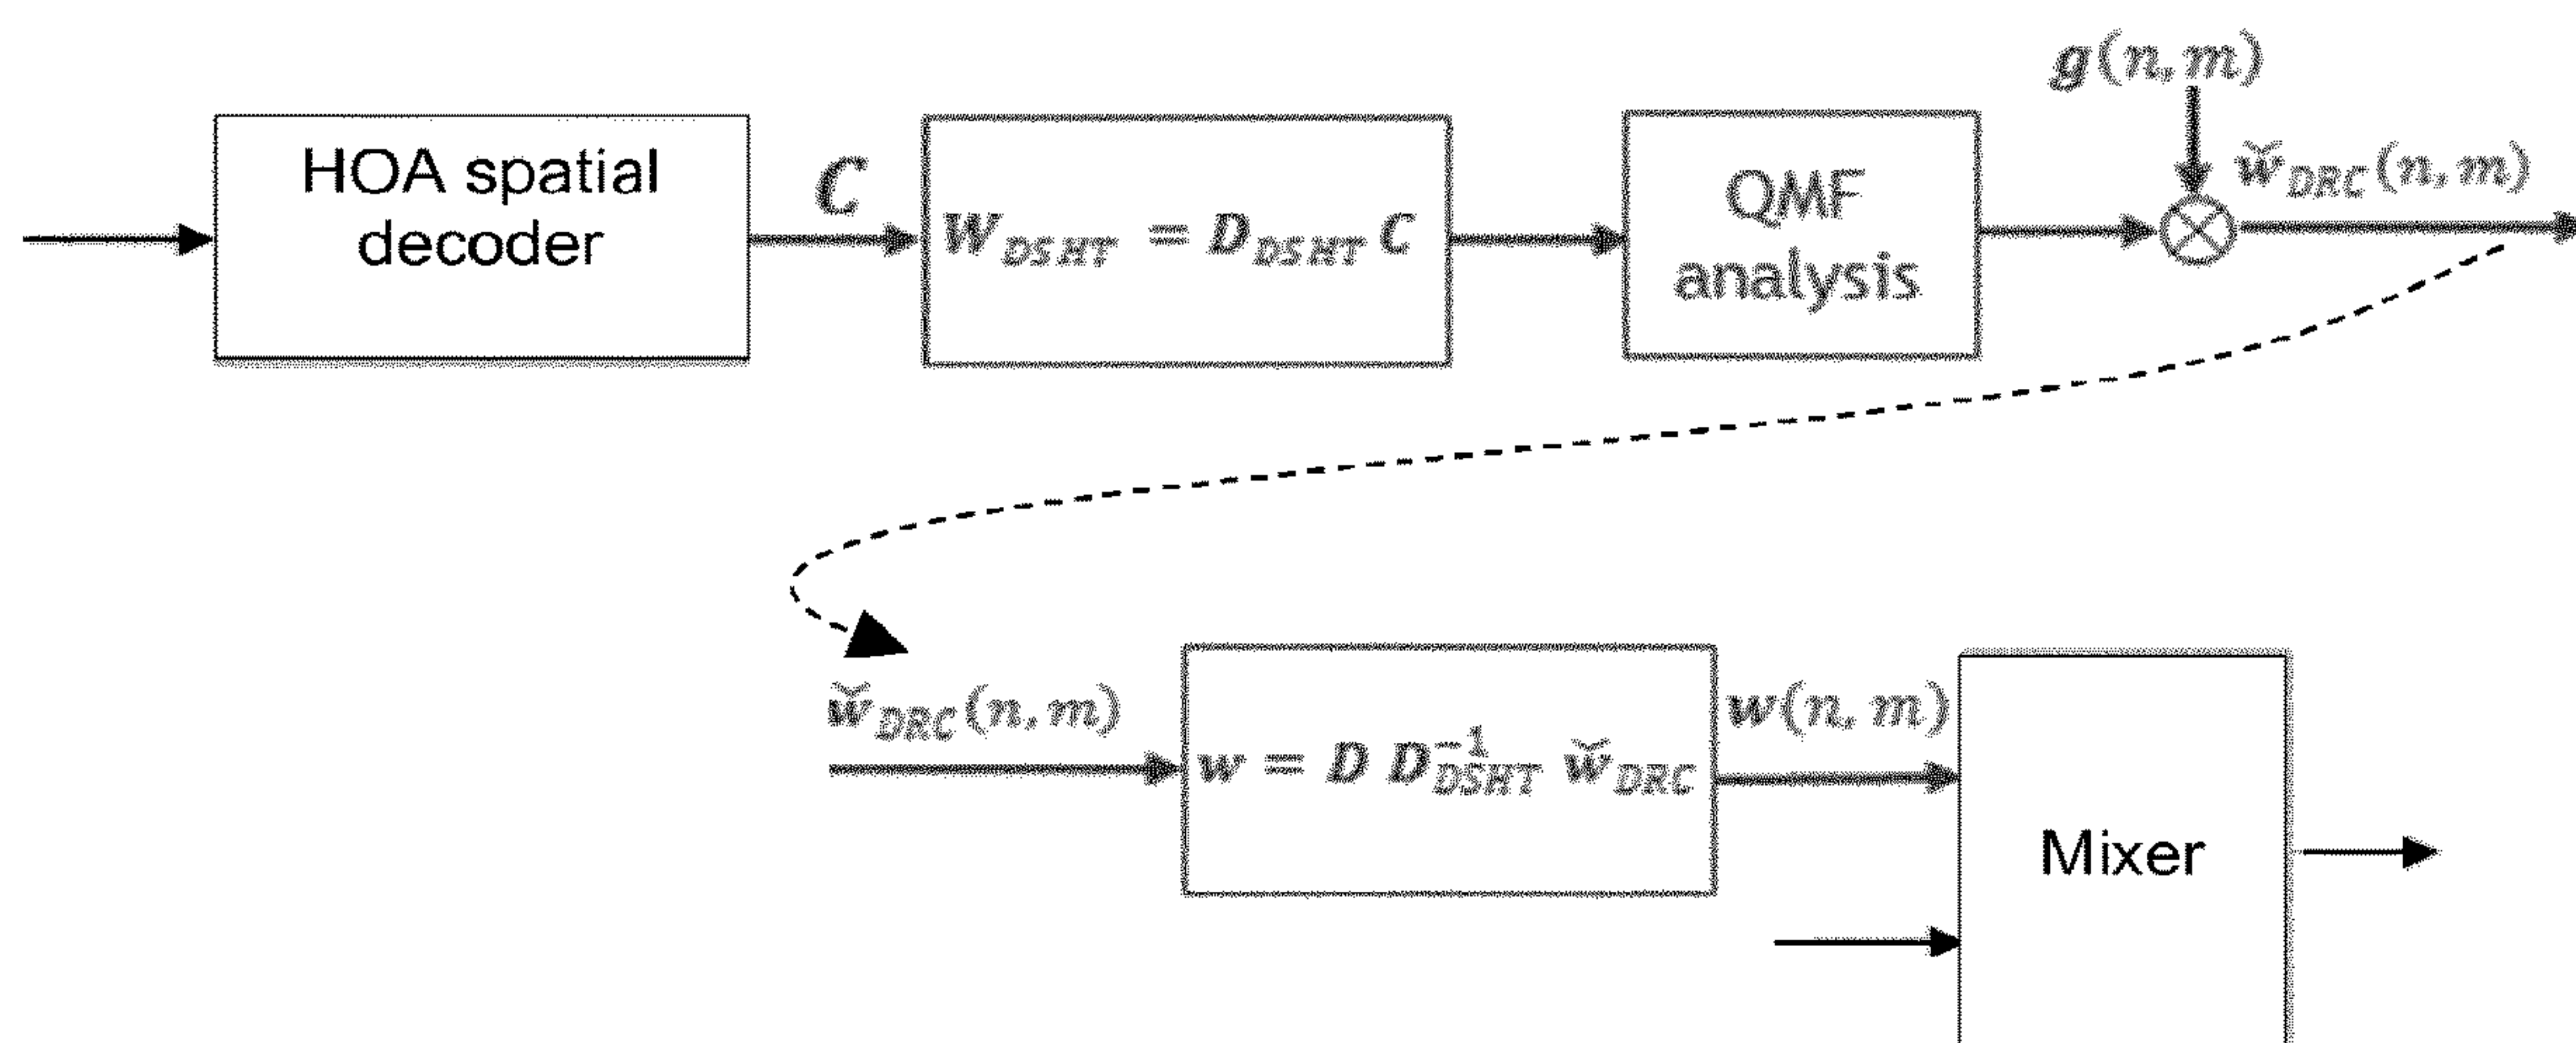 HOA spatial
decoder
C
W_DSHT = D_DSHT C
QMF
analysis
g(n,m)
w̌_DRC(n,m)
w̌_DRC(n,m)
w = D D_DSHT^-1 w̌_DRC
w(n,m)
Mixer